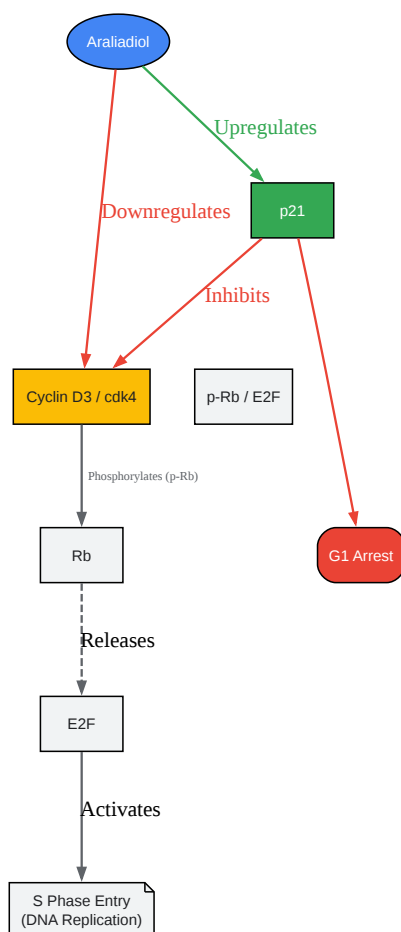 Araliadiol
Upregulates
Downregulates
p21
Inhibits
Cyclin D3 / cdk4
p-Rb / E2F
Phosphorylates (p-Rb)
Rb
G1 Arrest
Releases
E2F
Activates
S Phase Entry
(DNA Replication)